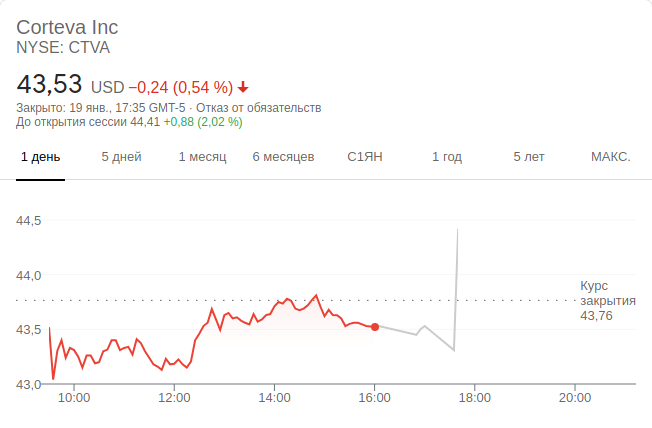 Corteva Inc
NYSE: CTVA
43,53 USD −0,24 (0,54 %)
Закрыто: 19 янв., 17:35 GMT-5 · Отказ от обязательств
До открытия сессии 44,41 +0,88 (2,02 %)
1 день 5 дней 1 месяц 6 месяцев С1ЯН 1 год 5 лет МАКС.
44,5
44,0
Курс
закрытия
43,76
43,5
43,0
10:00 12:00 14:00 16:00 18:00 20:00